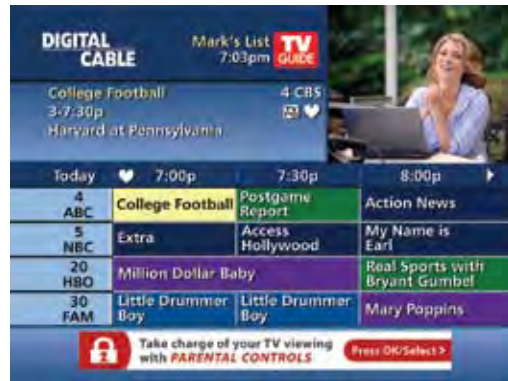 DIGITAL
CABLE
Mark's List
7:03pm
TV
GUIDE
College Football
4 CBS
3-7:30p
Harvard at Pennsylvania
Today 7:00p 7:30p 8:00p
4
ABC
College Football
Postgame
Report
Action News
5
NBC
Extra
Access
Hollywood
My Name is
Earl
20
HBO
Million Dollar Baby
Real Sports with
Bryant Gumbel
30
FAM
Little Drummer
Boy
Little Drummer
Boy
Mary Poppins
Take charge of your TV viewing
with PARENTAL CONTROLS
Press OK/Select >